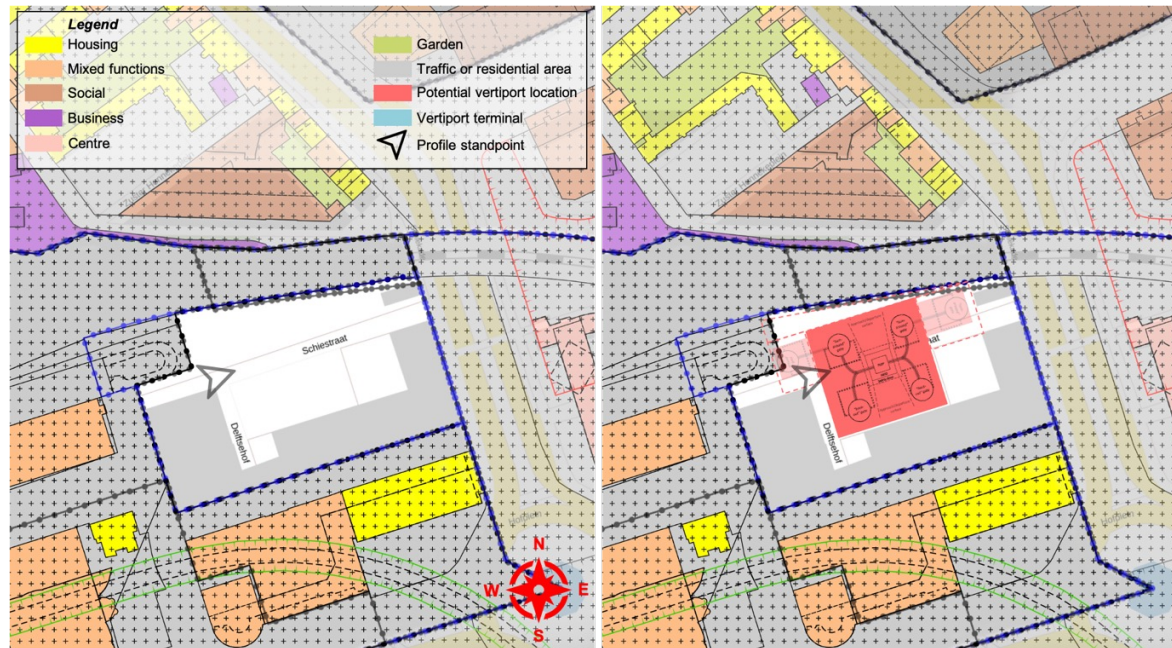 Legend
Housing
Mixed functions
Social
Business
Centre
Garden
Traffic or residential area
Potential vertiport location
Vertiport terminal
Profile standpoint
Schiestraat
Delftsehof
N
W E
S
aat
Delftsehof